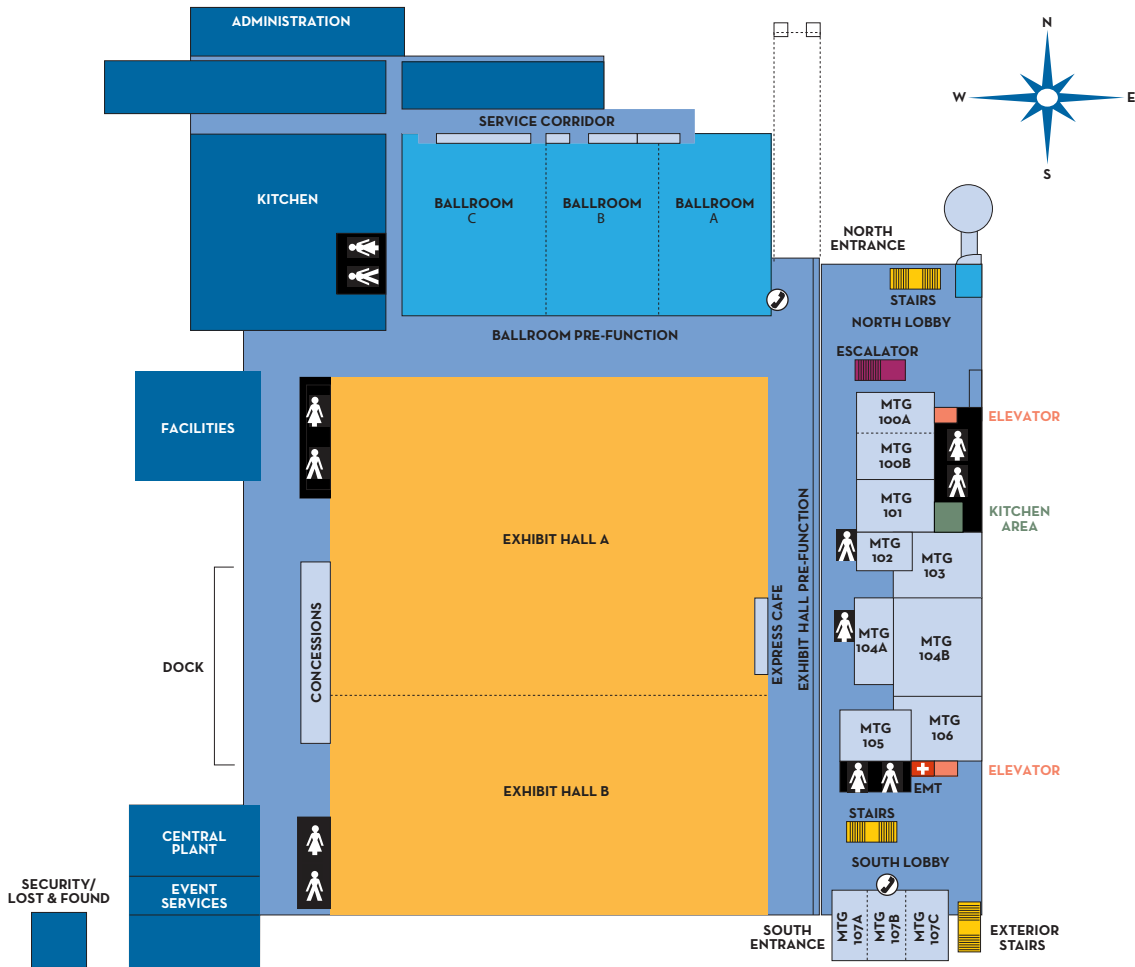 ADMINISTRATION
N
W
E
S
SERVICE CORRIDOR
KITCHEN
BALLROOM
C
BALLROOM
B
BALLROOM
A
NORTH
ENTRANCE
STAIRS
NORTH LOBBY
BALLROOM PRE-FUNCTION
ESCALATOR
FACILITIES
MTG
100A
ELEVATOR
MTG
100B
MTG
101
KITCHEN
AREA
EXHIBIT HALL A
MTG
102
MTG
103
DOCK
CONCESSIONS
EXPRESS CAFE
EXHIBIT HALL PRE-FUNCTION
MTG
104A
MTG
104B
MTG
105
MTG
106
ELEVATOR
EMT
EXHIBIT HALL B
STAIRS
CENTRAL
PLANT
SOUTH LOBBY
SECURITY/
LOST & FOUND
EVENT
SERVICES
SOUTH
ENTRANCE
MTG
107A
MTG
107B
MTG
107C
EXTERIOR
STAIRS